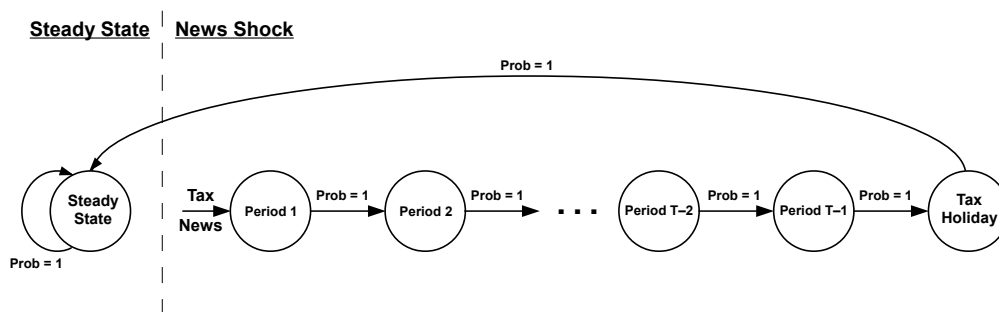 Steady State
News Shock
Prob = 1
Steady
State
Prob = 1
Tax
News
Period 1
Prob = 1
Period 2
Prob = 1
. . .
Period T–2
Prob = 1
Period T–1
Prob = 1
Tax
Holiday